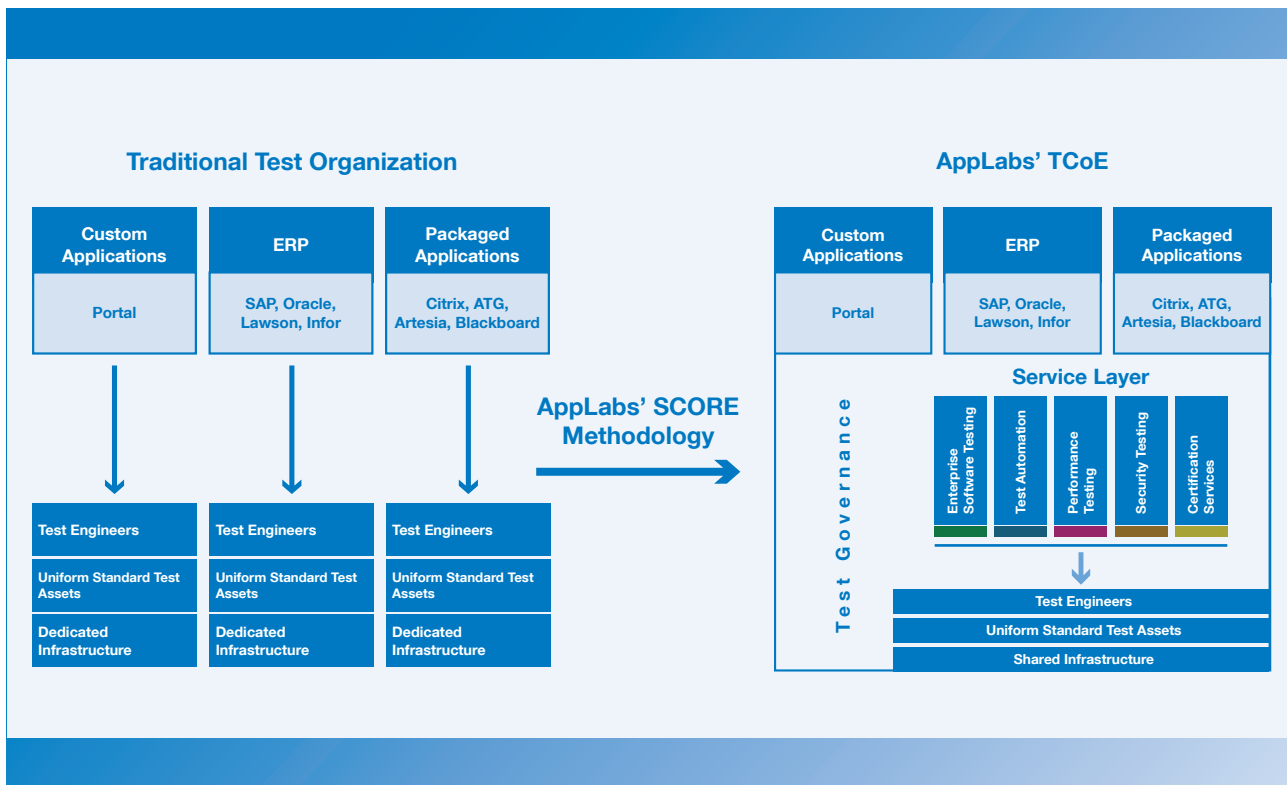 Traditional Test Organization
Custom
Applications
ERP
Packaged
Applications
Portal
SAP, Oracle,
Lawson, Infor
Citrix, ATG,
Artesia, Blackboard
Test Engineers
Test Engineers
Test Engineers
Uniform Standard Test
Assets
Uniform Standard Test
Assets
Uniform Standard Test
Assets
Dedicated
Infrastructure
Dedicated
Infrastructure
Dedicated
Infrastructure
AppLabs’ SCORE
Methodology
AppLabs’ TCoE
Custom
Applications
ERP
Packaged
Applications
Portal
SAP, Oracle,
Lawson, Infor
Citrix, ATG,
Artesia, Blackboard
Test Governance
Service Layer
Enterprise
Software Testing
Test Automation
Performance
Testing
Security Testing
Certification
Services
Test Engineers
Uniform Standard Test Assets
Shared Infrastructure